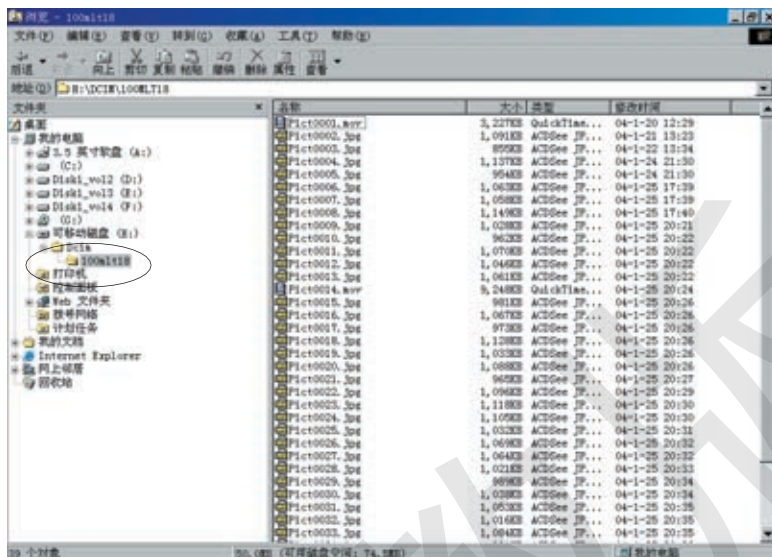 浏览 - 100mlt18
文件(F) 编辑(E) 查看(V) 转到(G) 收藏(A) 工具(T) 帮助(H)
后退 向上 剪切 复制 粘贴 撤销 删除 属性 查看
地址(D) H:\DCIM\100MLT18
文件夹 × 名称 大小 类型 修改时间
桌面
我的电脑
3.5 英寸软盘 (A:)
(C:)
Disk1_vol2 (D:)
Disk1_vol3 (E:)
Disk1_vol4 (F:)
(G:)
可移动磁盘 (H:)
Dcim
100mlt18
打印机
控制面板
Web 文件夹
拨号网络
计划任务
我的文档
Internet Explorer
网上邻居
回收站
Pict0001.mov 3,227KB QuickTime... 04-1-20 12:29
Pict0002.jpg 1,091KB ACDSee JP... 04-1-21 13:23
Pict0003.jpg 855KB ACDSee JP... 04-1-22 13:34
Pict0004.jpg 1,137KB ACDSee JP... 04-1-24 21:30
Pict0005.jpg 954KB ACDSee JP... 04-1-24 21:30
Pict0006.jpg 1,063KB ACDSee JP... 04-1-25 17:39
Pict0007.jpg 1,058KB ACDSee JP... 04-1-25 17:39
Pict0008.jpg 1,149KB ACDSee JP... 04-1-25 17:40
Pict0009.jpg 1,028KB ACDSee JP... 04-1-25 20:21
Pict0010.jpg 962KB ACDSee JP... 04-1-25 20:22
Pict0011.jpg 1,070KB ACDSee JP... 04-1-25 20:22
Pict0012.jpg 1,046KB ACDSee JP... 04-1-25 20:22
Pict0013.jpg 1,061KB ACDSee JP... 04-1-25 20:22
Pict0014.mov 9,248KB QuickTime... 04-1-25 20:24
Pict0015.jpg 981KB ACDSee JP... 04-1-25 20:26
Pict0016.jpg 1,067KB ACDSee JP... 04-1-25 20:26
Pict0017.jpg 973KB ACDSee JP... 04-1-25 20:26
Pict0018.jpg 1,128KB ACDSee JP... 04-1-25 20:26
Pict0019.jpg 1,033KB ACDSee JP... 04-1-25 20:26
Pict0020.jpg 1,088KB ACDSee JP... 04-1-25 20:26
Pict0021.jpg 965KB ACDSee JP... 04-1-25 20:27
Pict0022.jpg 1,096KB ACDSee JP... 04-1-25 20:29
Pict0023.jpg 1,118KB ACDSee JP... 04-1-25 20:30
Pict0024.jpg 1,105KB ACDSee JP... 04-1-25 20:30
Pict0025.jpg 1,032KB ACDSee JP... 04-1-25 20:31
Pict0026.jpg 1,069KB ACDSee JP... 04-1-25 20:32
Pict0027.jpg 1,064KB ACDSee JP... 04-1-25 20:32
Pict0028.jpg 1,021KB ACDSee JP... 04-1-25 20:33
Pict0029.jpg 989KB ACDSee JP... 04-1-25 20:34
Pict0030.jpg 1,038KB ACDSee JP... 04-1-25 20:34
Pict0031.jpg 1,053KB ACDSee JP... 04-1-25 20:35
Pict0032.jpg 1,016KB ACDSee JP... 04-1-25 20:35
Pict0033.jpg 1,084KB ACDSee JP... 04-1-25 20:35
39 个对象 50.0MB (可用磁盘空间: 74.5MB) 我的电脑